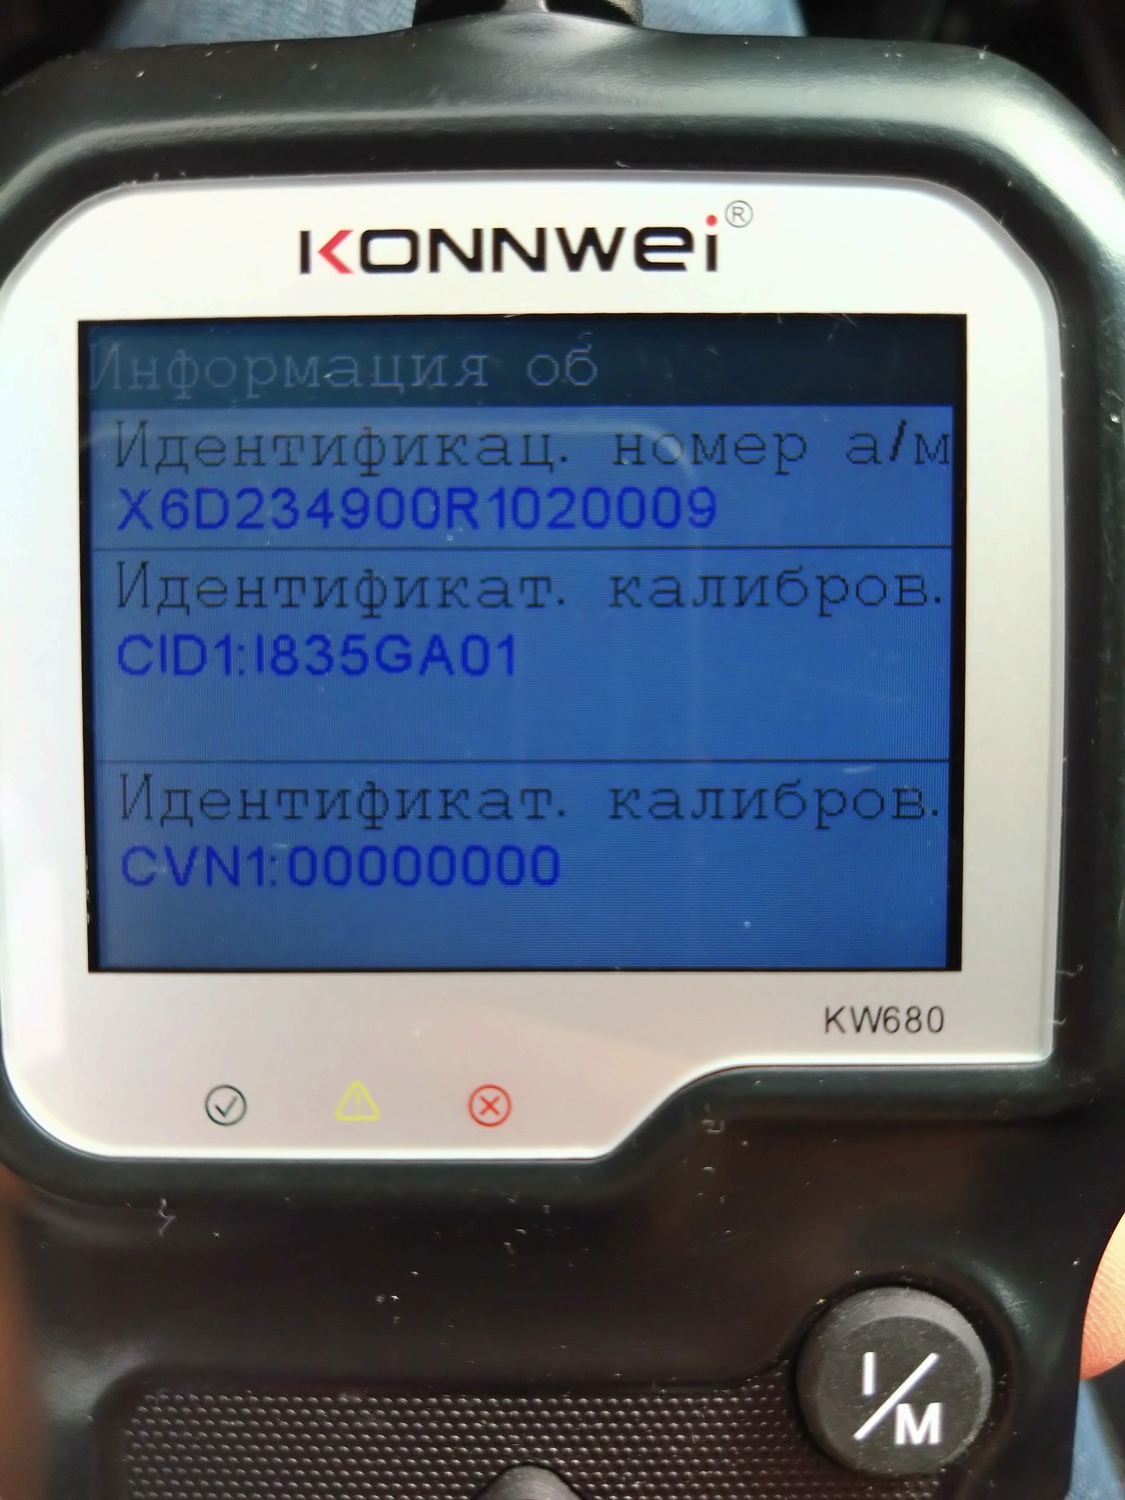 KONNWei®
Информация об
Идентификац. номер а/м
X6D234900R1020009
Идентификат. калибров.
CID1:I835GA01
Идентификат. калибров.
CVN1:00000000
KW680
I/M